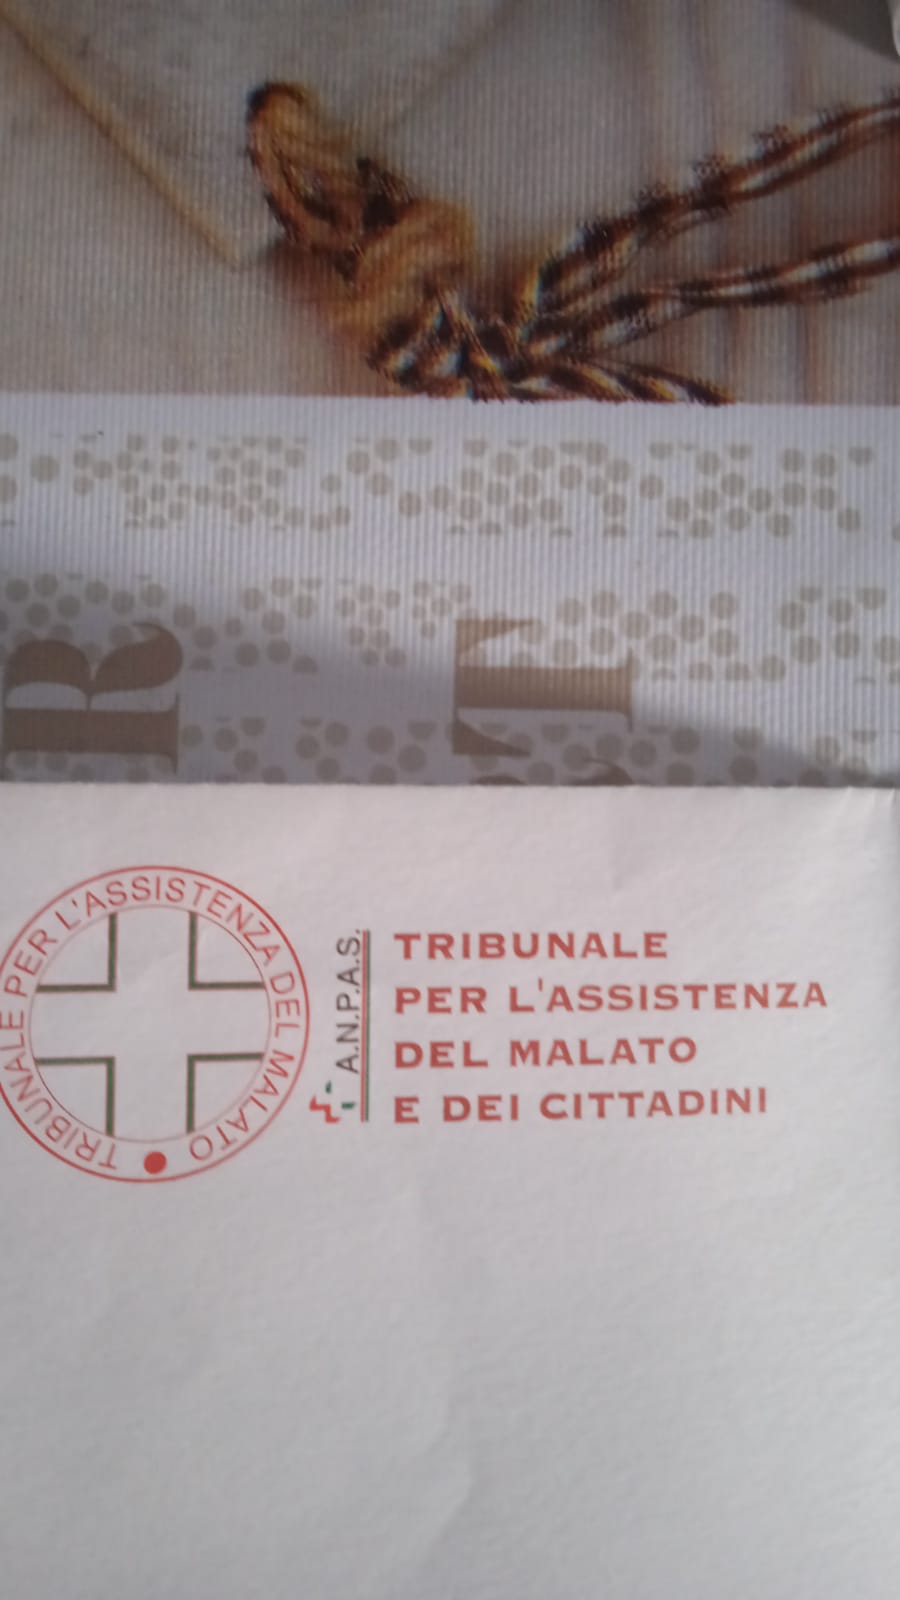 R T
TRIBUNALE PER L'ASSISTENZA DEL MALATO
A.N.P.A.S.
TRIBUNALE
PER L'ASSISTENZA
DEL MALATO
E DEI CITTADINI